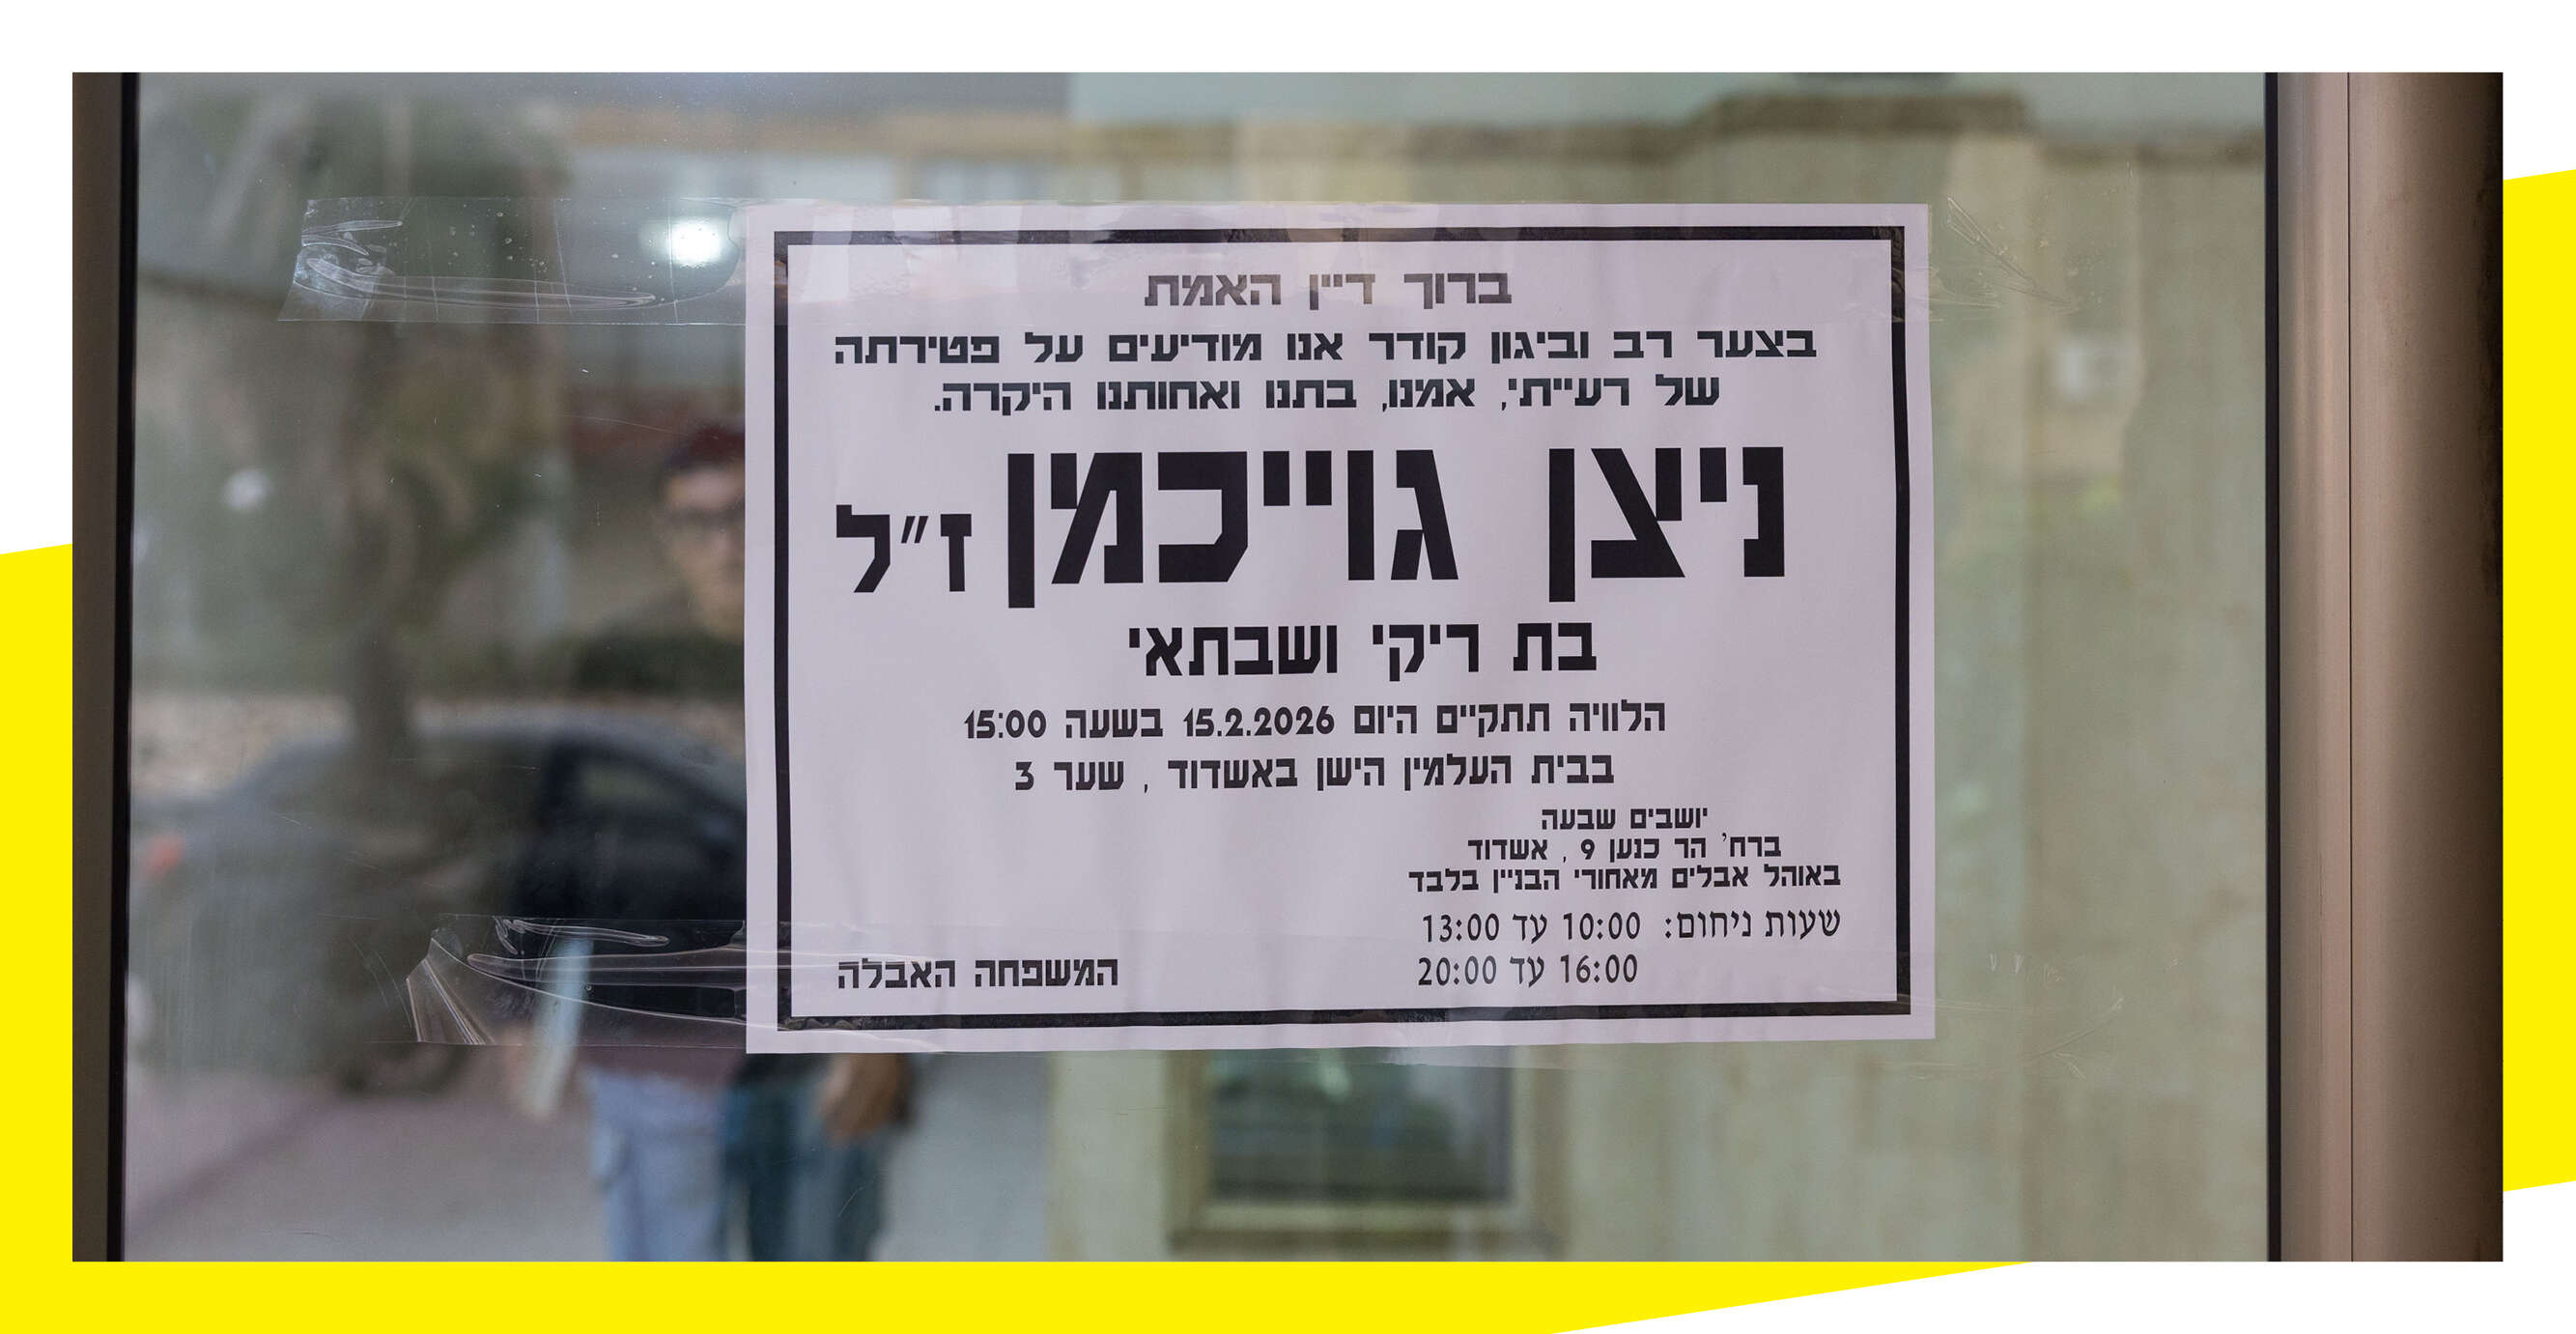 ברוך דיין האמת
בצער רב וביגון קודר אנו מודיעים על פטירתה
של רעייתי, אמנו, בתנו ואחותנו היקרה.
ניצן גוייכמן ז"ל
בת ריקי ושבתאי
הלוויה תתקיים היום 15.2.2026 בשעה 15:00
בבית העלמין הישן באשדוד , שער 3
יושבים שבעה
ברח' הר כנען 9 , אשדוד
באוהל אבלים מאחורי הבניין בלבד
שעות ניחום: 10:00 עד 13:00
16:00 עד 20:00
המשפחה האבלה